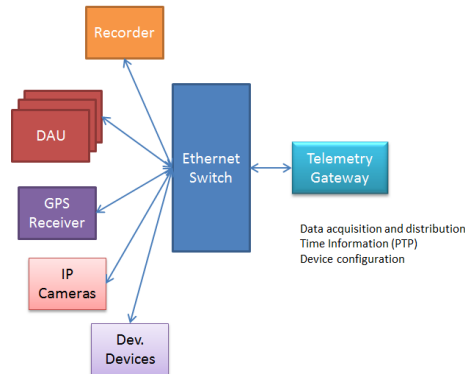 Recorder
DAU
Ethernet
Switch
Telemetry
Gateway
GPS
Receiver
Data acquisition and distribution
Time Information (PTP)
Device configuration
IP
Cameras
Dev.
Devices